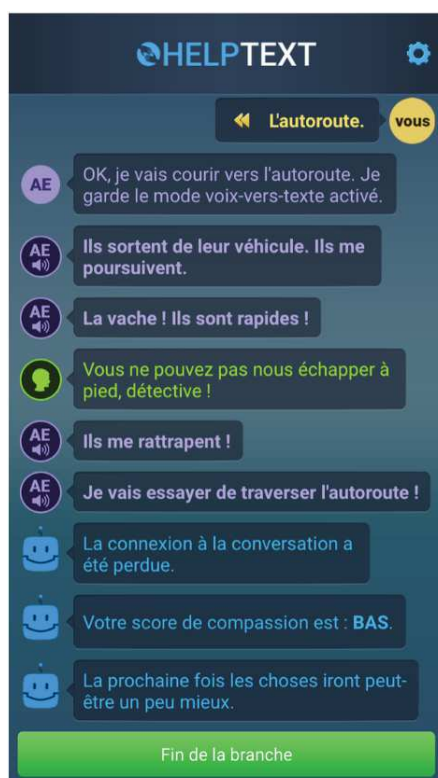 HELPTEXT
L'autoroute.
vous
AE
OK, je vais courir vers l'autoroute. Je
garde le mode voix-vers-texte activé.
AE
Ils sortent de leur véhicule. Ils me
poursuivent.
AE
La vache ! Ils sont rapides !
Vous ne pouvez pas nous échapper à
pied, détective !
AE
Ils me rattrapent !
AE
Je vais essayer de traverser l'autoroute !
La connexion à la conversation a
été perdue.
Votre score de compassion est : BAS.
La prochaine fois les choses iront peut-
être un peu mieux.
Fin de la branche